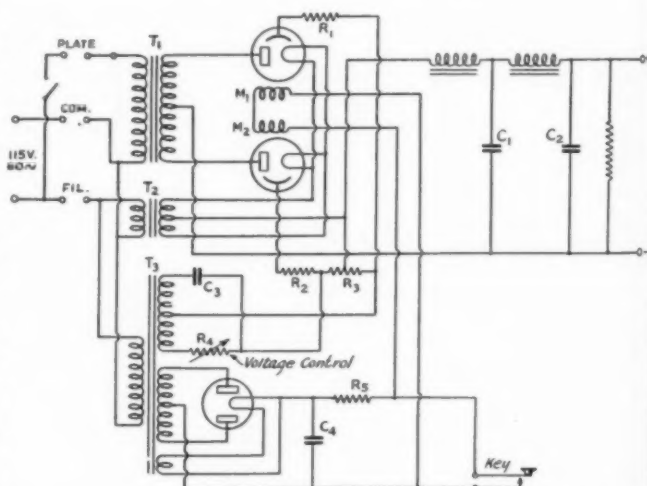 PLATE
T1
R1
M1
M2
COM.
115V.
FIL.
T2
C1
C2
R2
R3
T3
C3
R4
Voltage Control
R5
C4
Key